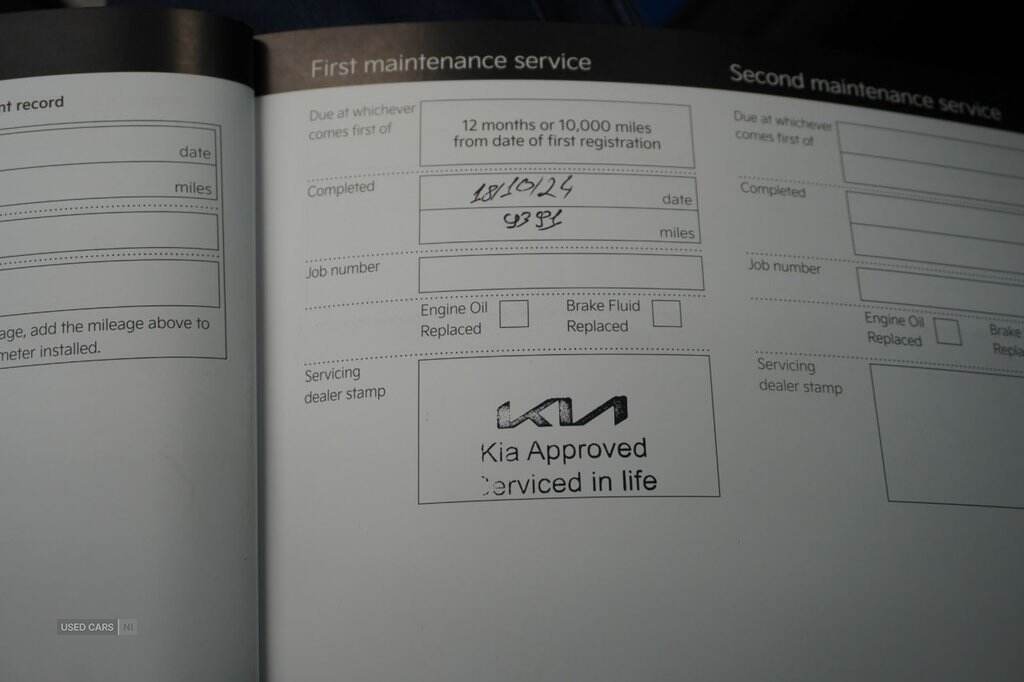 nt record
date
miles
age, add the mileage above to
meter installed.
First maintenance service
Due at whichever
comes first of
12 months or 10,000 miles
from date of first registration
Completed
18/10/24
date
9391
miles
Job number
Engine Oil
Replaced
Brake Fluid
Replaced
Servicing
dealer stamp
KIA
Kia Approved
Serviced in life
Second maintenance service
Due at whichever
comes first of
Completed
Job number
Engine Oil
Replaced
Brake
Repla
Servicing
dealer stamp
USED CARS NI